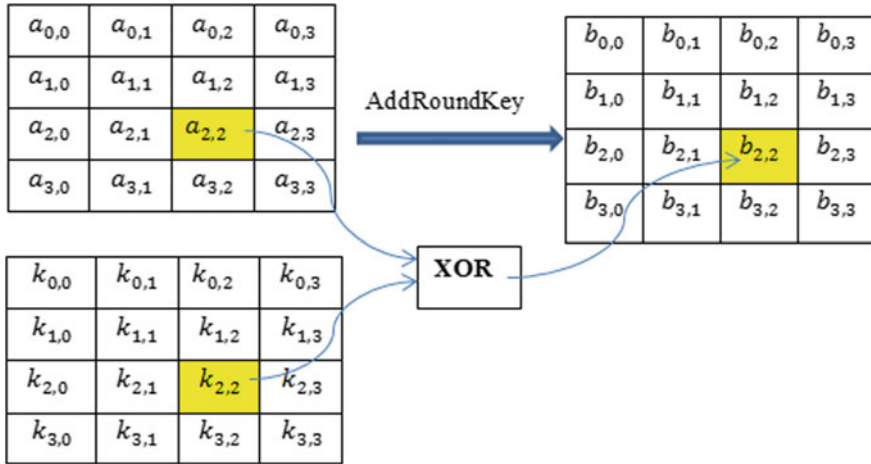 a0,0 a0,1 a0,2 a0,3
a1,0 a1,1 a1,2 a1,3
a2,0 a2,1 a2,2 a2,3
a3,0 a3,1 a3,2 a3,3
AddRoundKey
b0,0 b0,1 b0,2 b0,3
b1,0 b1,1 b1,2 b1,3
b2,0 b2,1 b2,2 b2,3
b3,0 b3,1 b3,2 b3,3
k0,0 k0,1 k0,2 k0,3
k1,0 k1,1 k1,2 k1,3
k2,0 k2,1 k2,2 k2,3
k3,0 k3,1 k3,2 k3,3
XOR